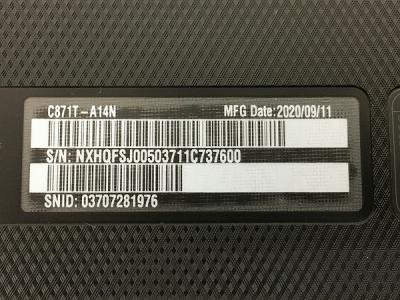 C871T-A14N MFG Date:2020/09/11
S/N: NXHQFSJ00503711C737600
SNID: 03707281976